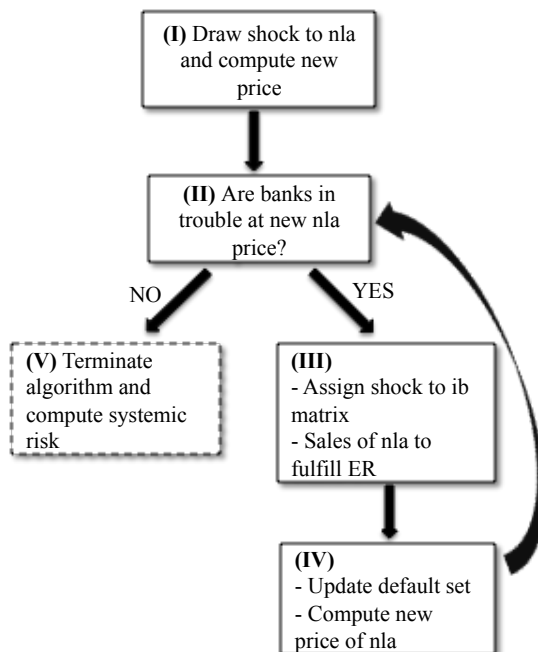 (I) Draw shock to nla
and compute new
price
(II) Are banks in
trouble at new nla
price?
NO
YES
(V) Terminate
algorithm and
compute systemic
risk
(III)
- Assign shock to ib
matrix
- Sales of nla to
fulfill ER
(IV)
- Update default set
- Compute new
price of nla